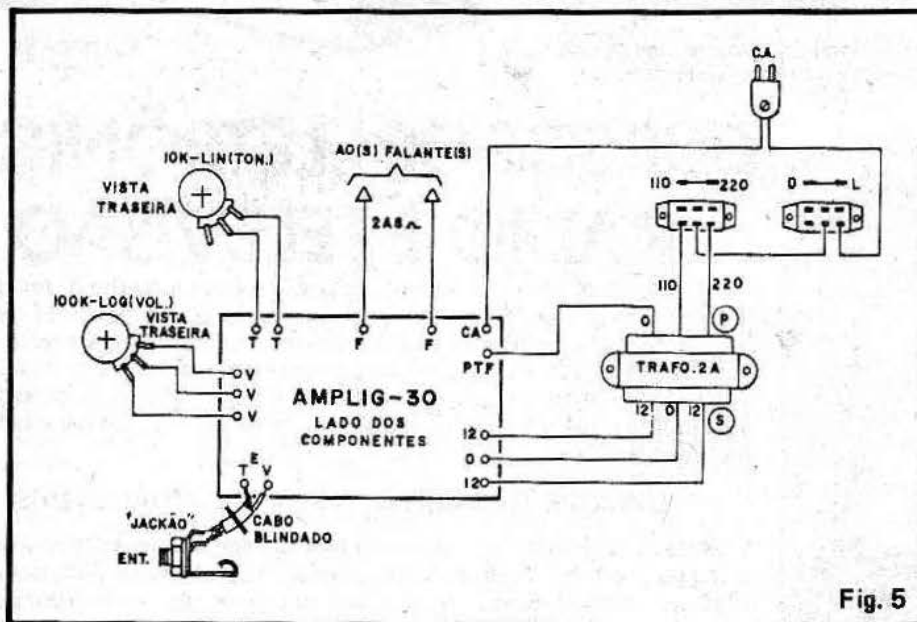 C.A.
10K-LIN(TON.)
AO(S) FALANTE(S)
VISTA
TRASEIRA
110 220
D L
2A8Ω
100K-LOG(VOL.)
VISTA
TRASEIRA
110 220
T T F F CA
O P
PTF
V
V
V
AMPLIG-30
LADO DOS
COMPONENTES
TRAFO.2A
12 0 12 S
12
0
12
T E V
"JACKÃO"
CABO
BLINDADO
ENT.
Fig. 5